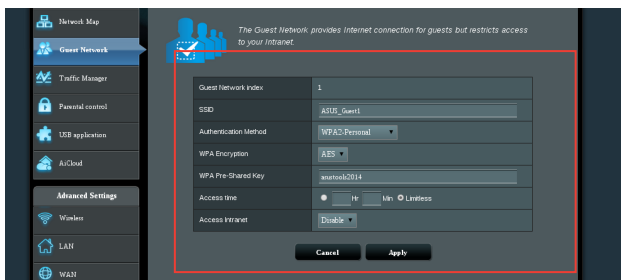 Network Map
Guest Network
Traffic Manager
Parental control
USB application
AiCloud
Advanced Settings
Wireless
LAN
WAN
The Guest Network provides Internet connection for guests but restricts access
to your Intranet.
Guest Network index 1
SSID ASUS_Guest1
Authentication Method WPA2-Personal
WPA Encryption AES
WPA Pre-Shared Key asustools2014
Access time Hr Min Limitless
Access Intranet Disable
Cancel Apply